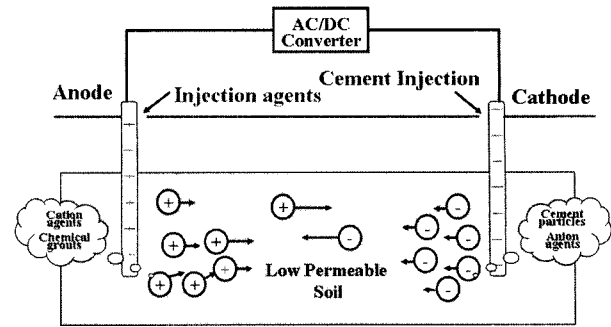 AC/DC
Converter
Anode
Injection agents
Cement Injection
Cathode
Cation
agents
Chemical
grouts
Cement
particles
Anion
agents
Low Permeable
Soil